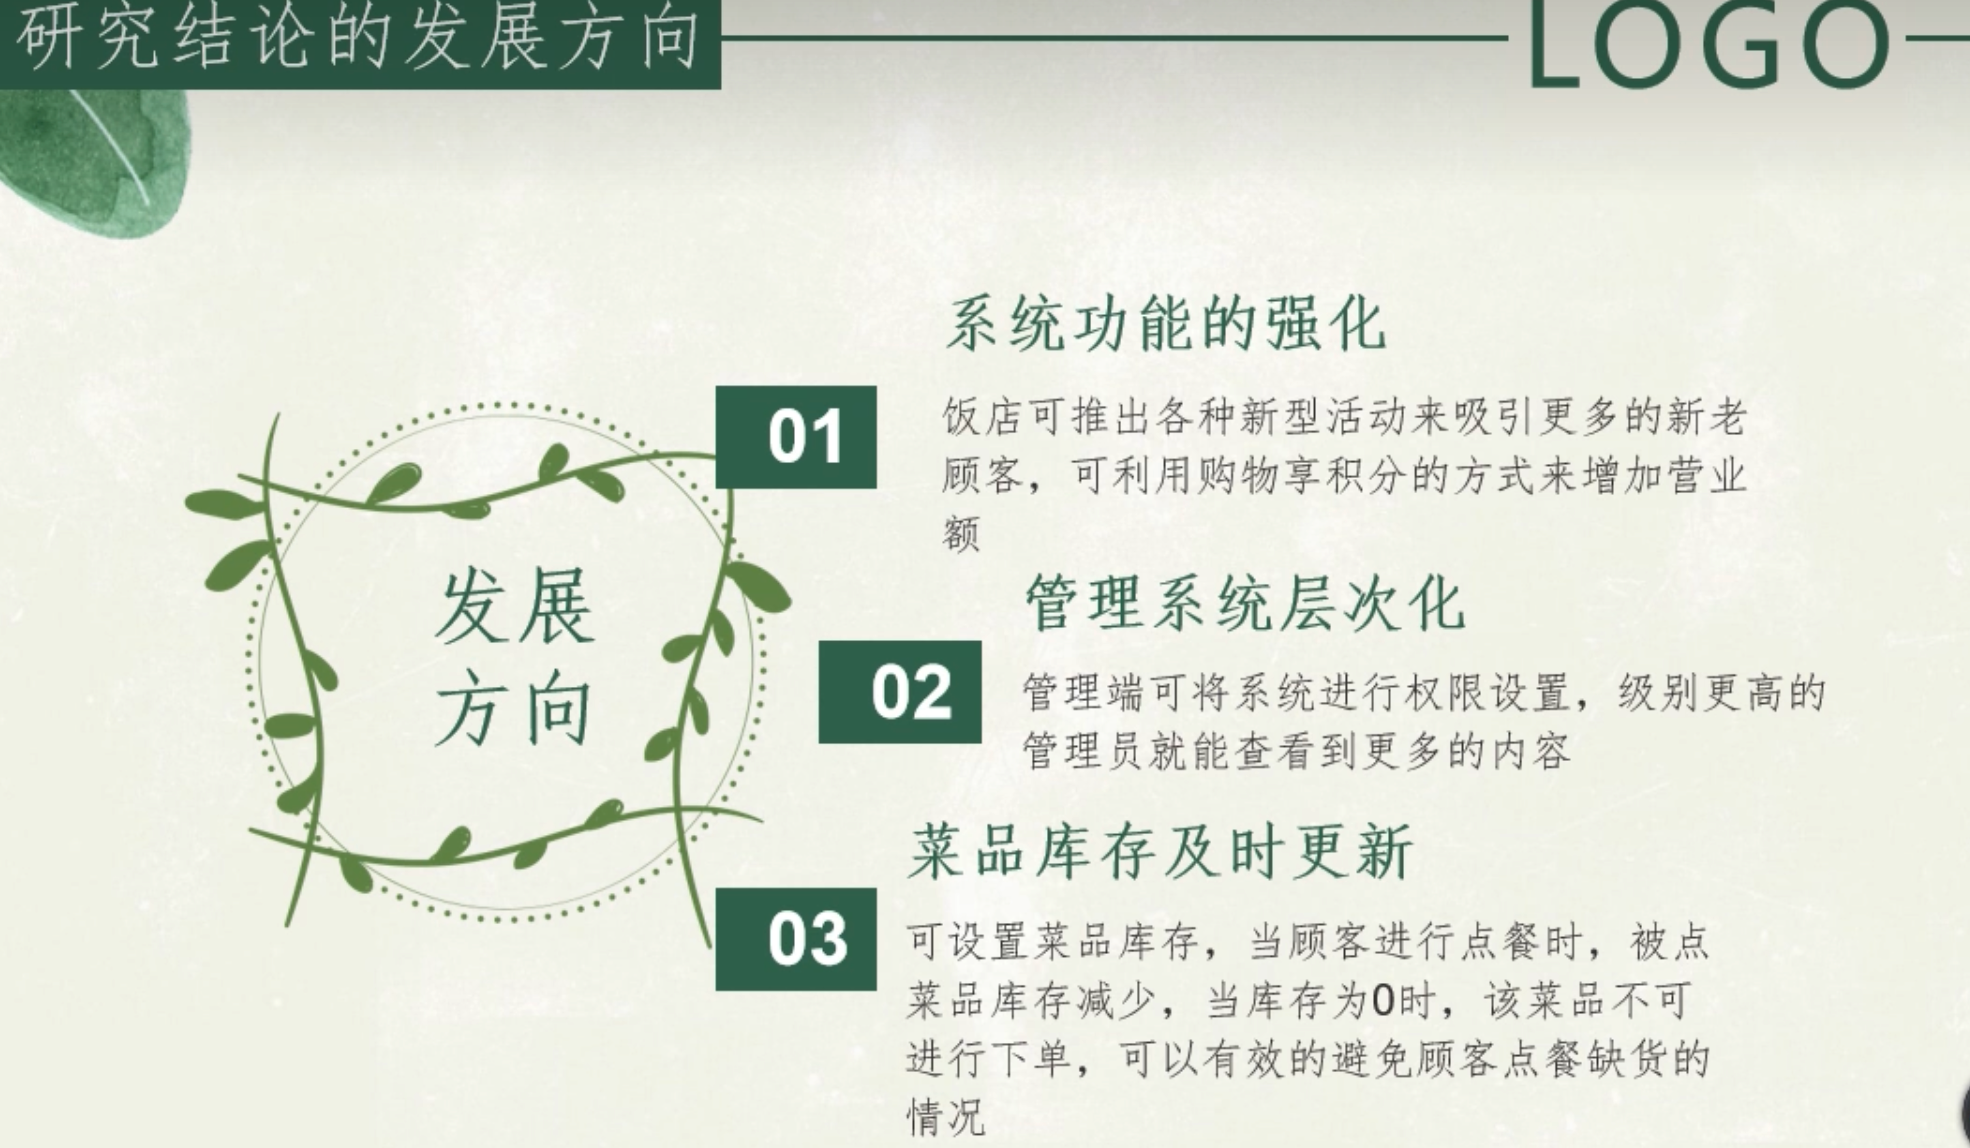 研究结论的发展方向
LOGO
发展
方向
01
系统功能的强化
饭店可推出各种新型活动来吸引更多的新老
顾客，可利用购物享积分的方式来增加营业
额
02
管理系统层次化
管理端可将系统进行权限设置，级别更高的
管理员就能查看到更多的内容
03
菜品库存及时更新
可设置菜品库存，当顾客进行点餐时，被点
菜品库存减少，当库存为0时，该菜品不可
进行下单，可以有效的避免顾客点餐缺货的
情况